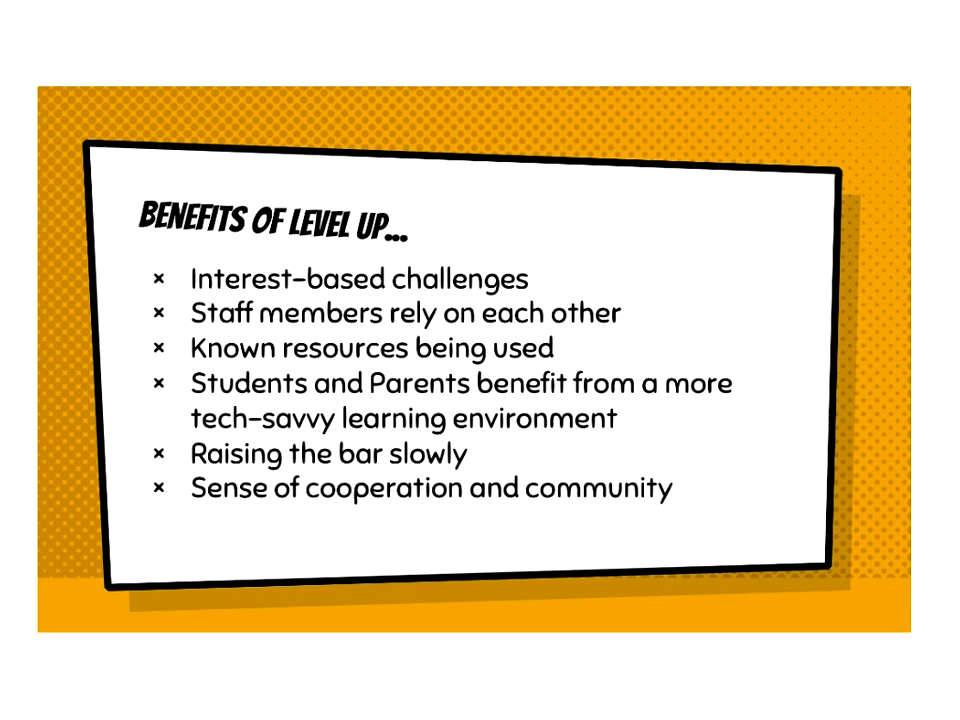 BENEFITS OF LEVEL UP...
× Interest-based challenges
× Staff members rely on each other
× Known resources being used
× Students and Parents benefit from a more
tech-savvy learning environment
× Raising the bar slowly
× Sense of cooperation and community